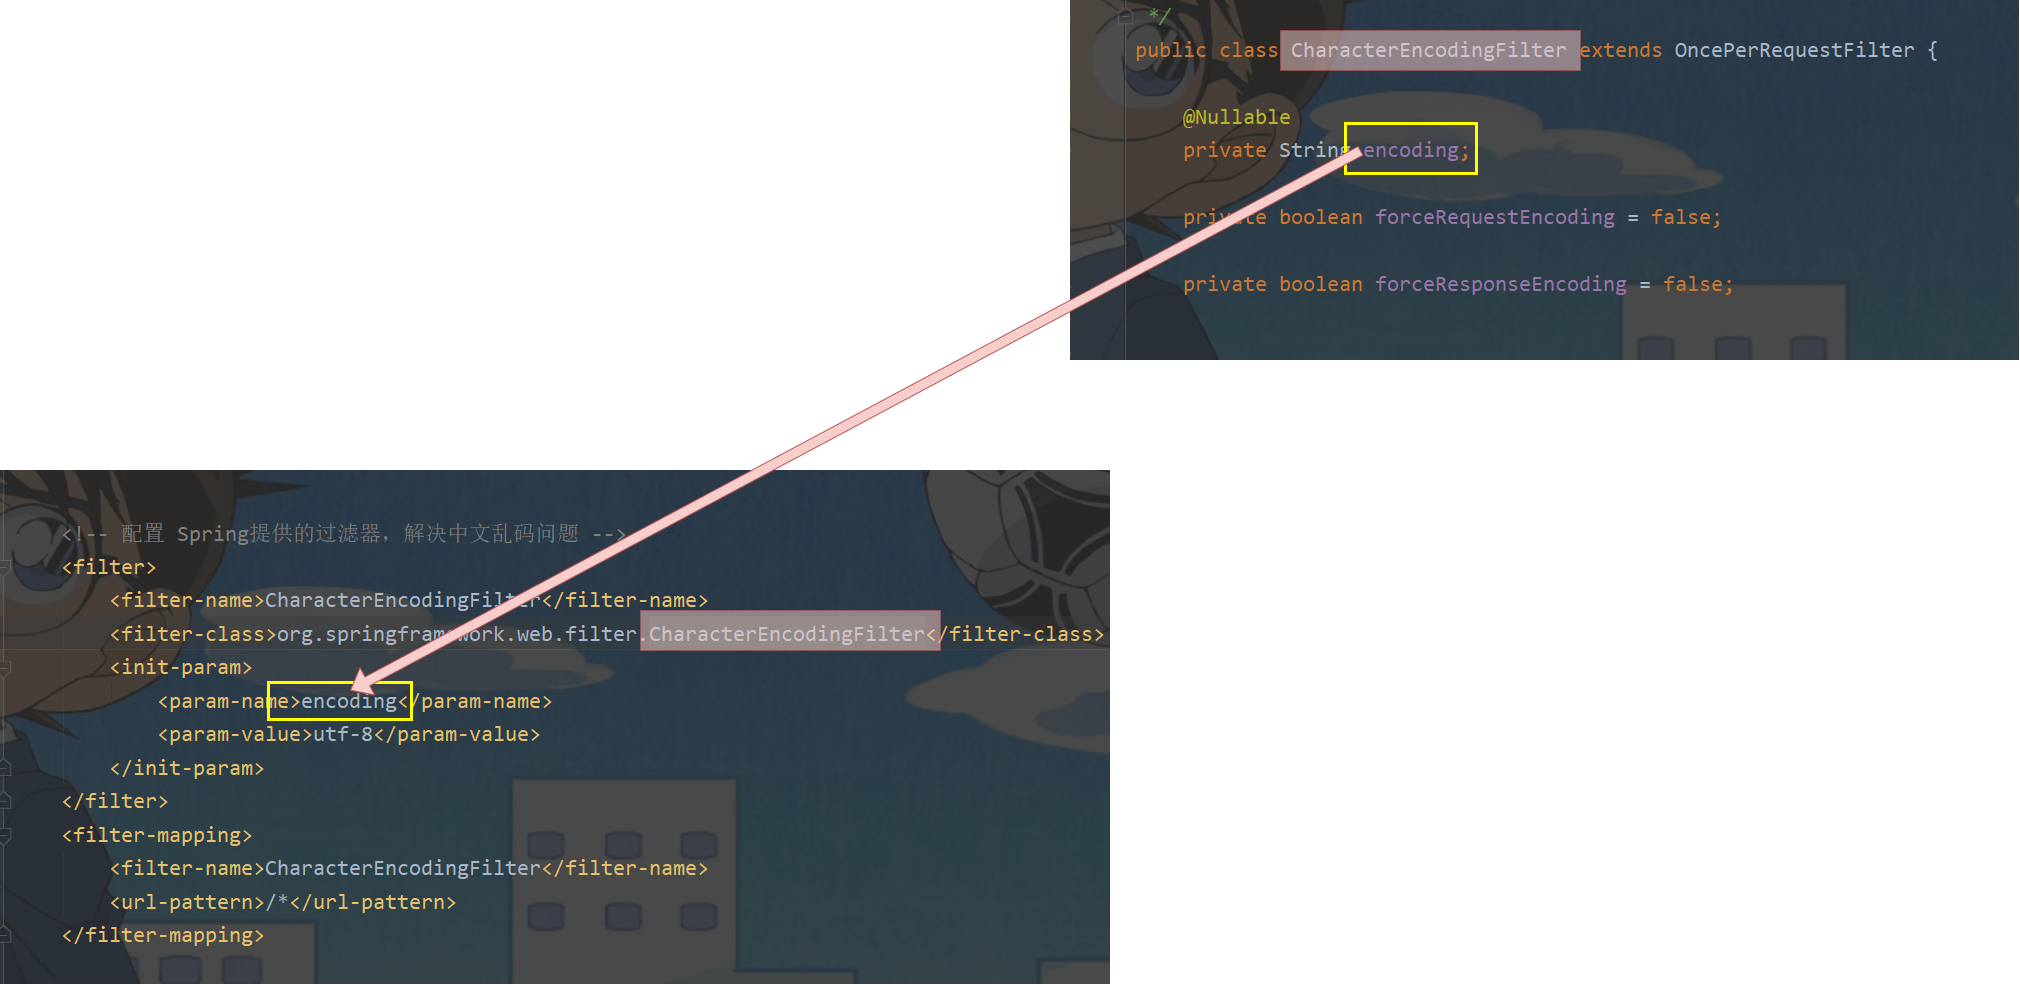 */
public class CharacterEncodingFilter extends OncePerRequestFilter {
@Nullable
private String encoding;
private boolean forceRequestEncoding = false;
private boolean forceResponseEncoding = false;
<!-- 配置 Spring提供的过滤器，解决中文乱码问题 -->
<filter>
<filter-name>CharacterEncodingFilter</filter-name>
<filter-class>org.springframework.web.filter.CharacterEncodingFilter</filter-class>
<init-param>
<param-name>encoding</param-name>
<param-value>utf-8</param-value>
</init-param>
</filter>
<filter-mapping>
<filter-name>CharacterEncodingFilter</filter-name>
<url-pattern>/*</url-pattern>
</filter-mapping>